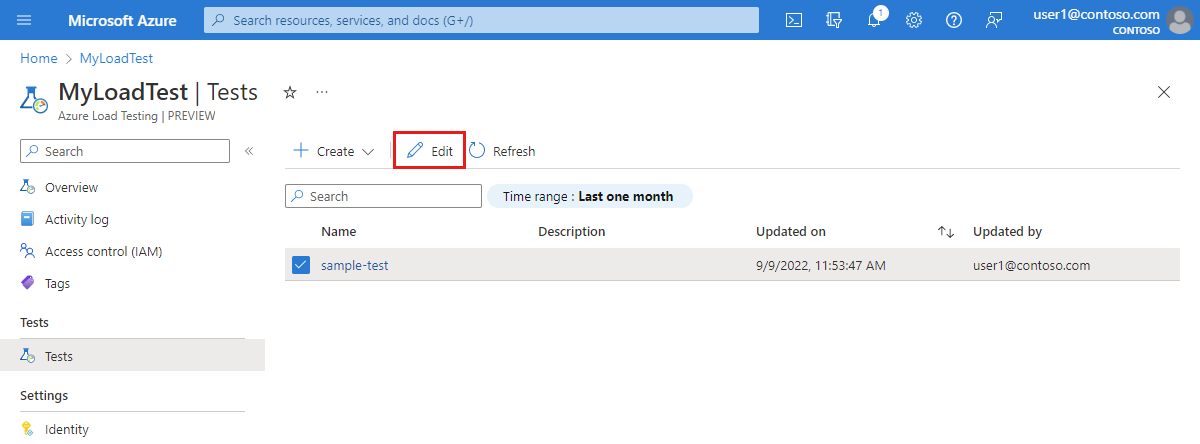 Microsoft Azure
Search resources, services, and docs (G+/)
1
user1@contoso.com
CONTOSO
Home > MyLoadTest
MyLoadTest | Tests
Azure Load Testing | PREVIEW
Search
Create
Edit
Refresh
Overview
Activity log
Access control (IAM)
Tags
Tests
Tests
Settings
Identity
Search
Time range : Last one month
Name Description Updated on Updated by
sample-test 9/9/2022, 11:53:47 AM user1@contoso.com